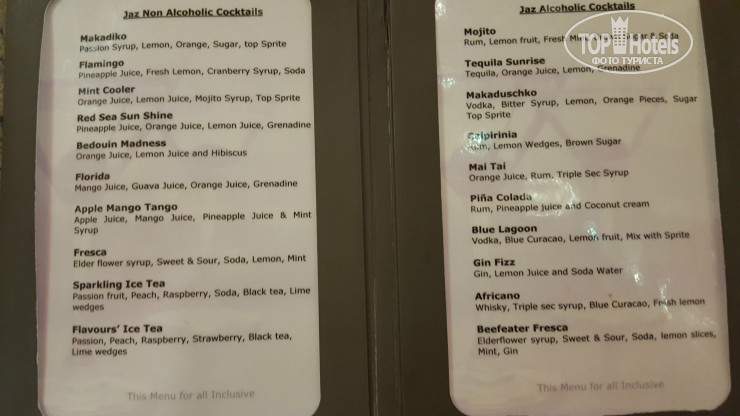 Jaz Non Alcoholic Cocktails
Makadiko
Passion Syrup, Lemon, Orange, Sugar, top Sprite
Flamingo
Pineapple Juice, Fresh Lemon, Cranberry Syrup, Soda
Mint Cooler
Orange Juice, Lemon Juice, Mojito Syrup, Top Sprite
Red Sea Sun Shine
Pineapple Juice, Orange Juice, Lemon Juice, Grenadine
Bedouin Madness
Orange Juice, Lemon Juice and Hibiscus
Florida
Mango Juice, Guava Juice, Orange Juice, Grenadine
Apple Mango Tango
Apple Juice, Mango Juice, Pineapple Juice & Mint
Syrup
Fresca
Elder flower syrup, Sweet & Sour, Soda, Lemon, Mint
Sparkling Ice Tea
Passion fruit, Peach, Raspberry, Soda, Black tea, Lime
wedges
Flavours' Ice Tea
Passion, Peach, Raspberry, Strawberry, Black tea,
Lime wedges
This Menu for all Inclusive
Jaz Alcoholic Cocktails
Mojito
Rum, Lemon fruit, Fresh Sugar & Soda
Tequila Sunrise
Tequila, Orange Juice, Lemon, Grenadine
Makaduschko
Vodka, Bitter Syrup, Lemon, Orange Pieces, Sugar
Top Sprite
Caipirinia
Rum, Lemon Wedges, Brown Sugar
Mai Tai
Orange Juice, Rum, Triple Sec Syrup
Piña Colada
Rum, Pineapple juice and Coconut cream
Blue Lagoon
Vodka, Blue Curacao, Lemon fruit, Mix with Sprite
Gin Fizz
Gin, Lemon Juice and Soda Water
Africano
Whisky, Triple sec syrup, Blue Curacao, Fresh lemon
Beefeater Fresca
Elderflower syrup, Sweet & Sour, Soda, lemon slices,
Mint, Gin
This Menu for all Inclusive
TOP Hotels
ФОТО ТУРИСТА